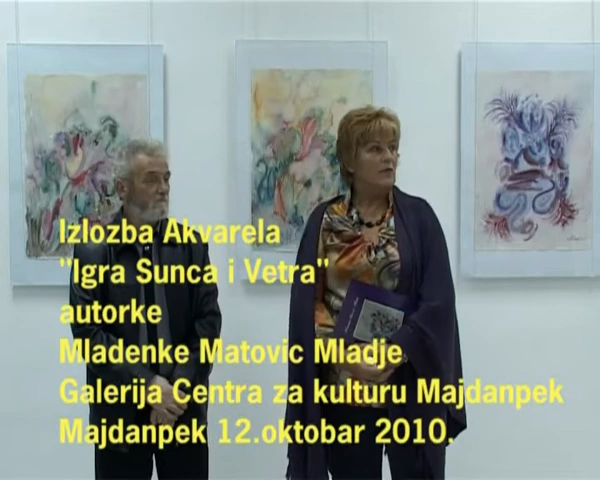 Izlozba Akvarela
"Igra Sunca i Vetra"
autorke
Mladenke Matovic Mladje
Galerija Centra za kulturu Majdanpek
Majdanpek 12.oktobar 2010.